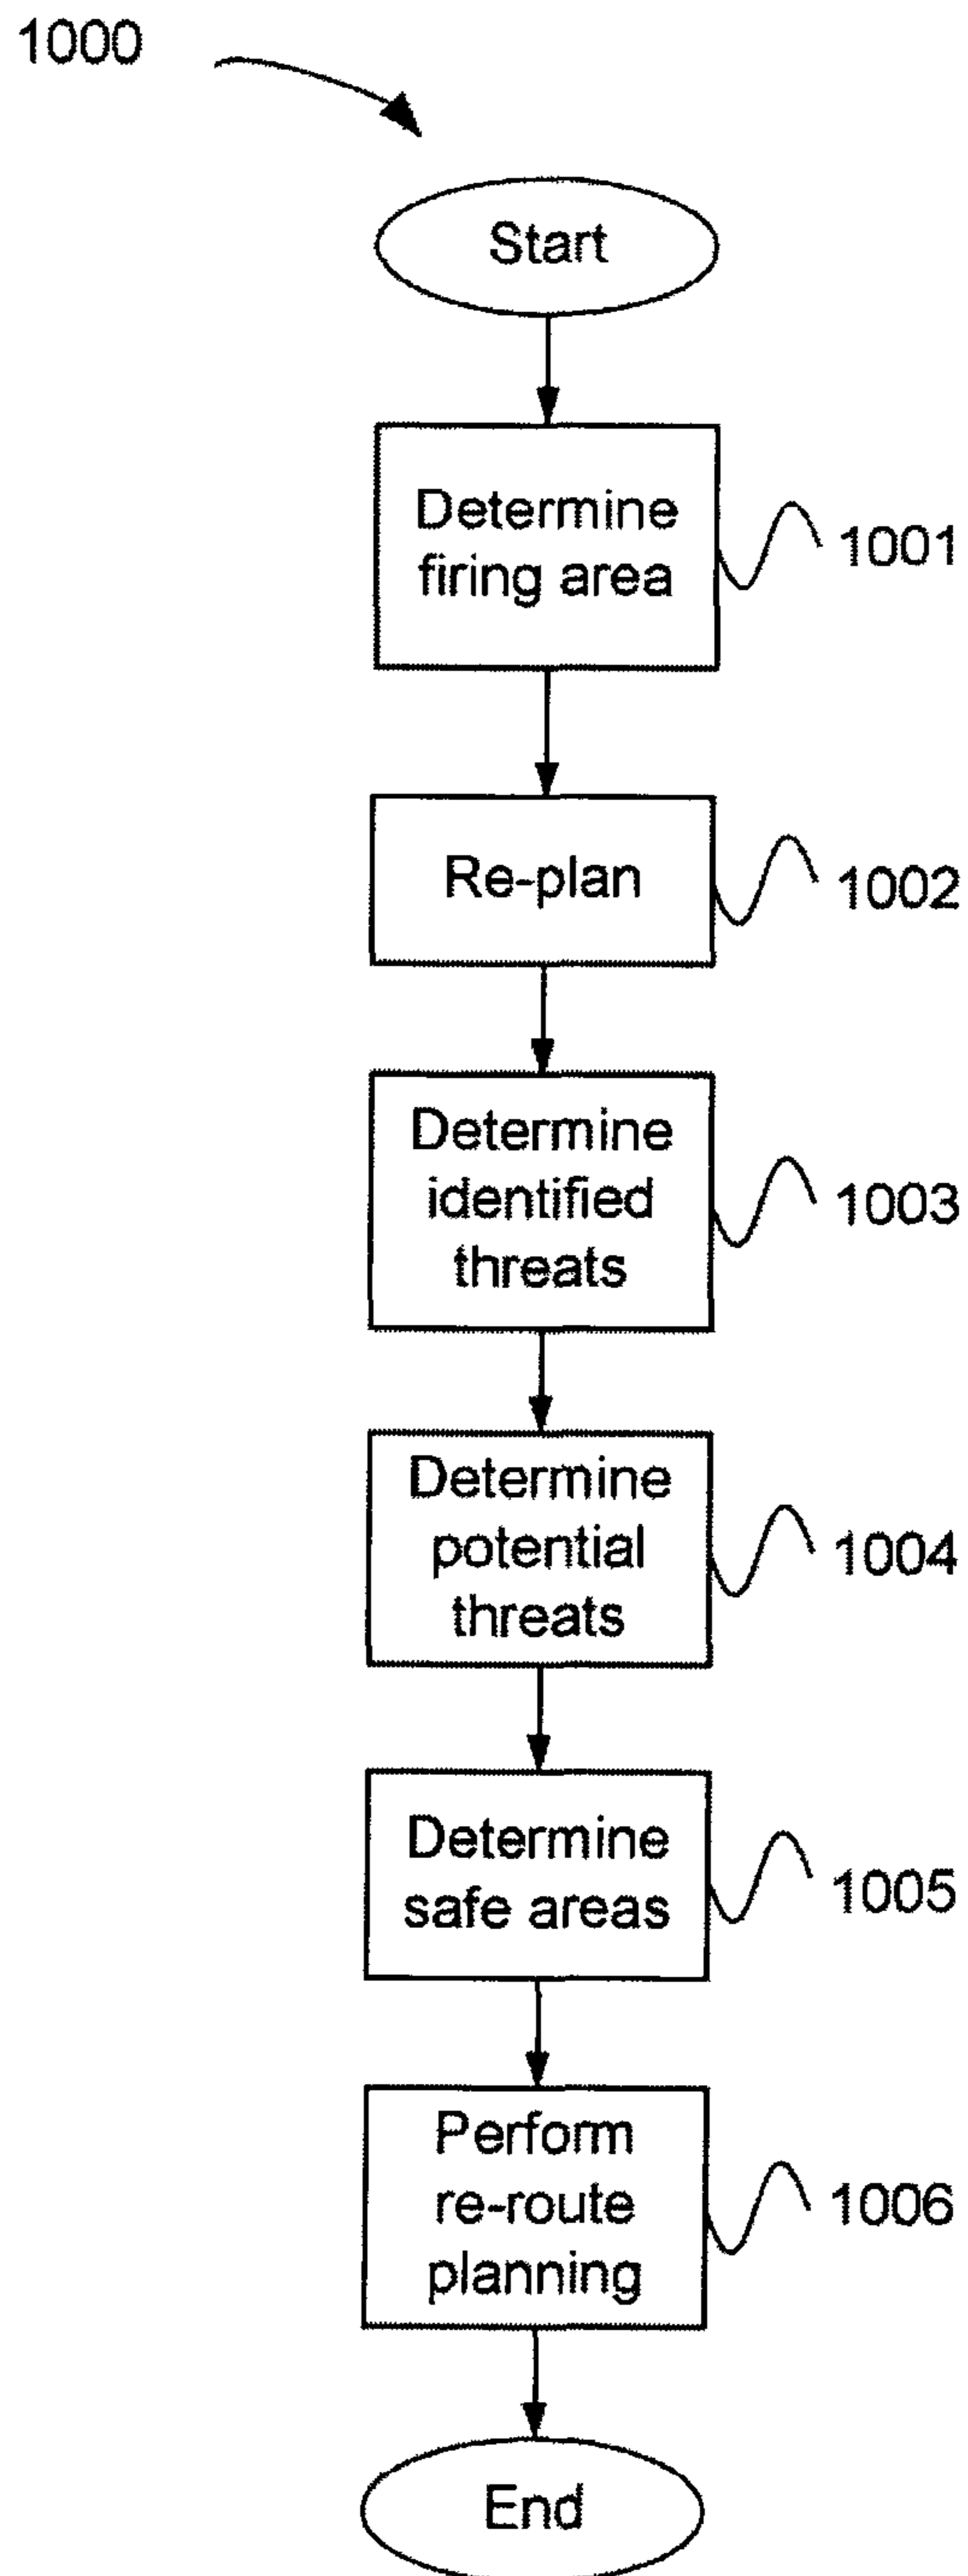 1000
Start
Determine
firing area
1001
Re-plan
1002
Determine
identified
threats
1003
Determine
potential
threats
1004
Determine
safe areas
1005
Perform
re-route
planning
1006
End